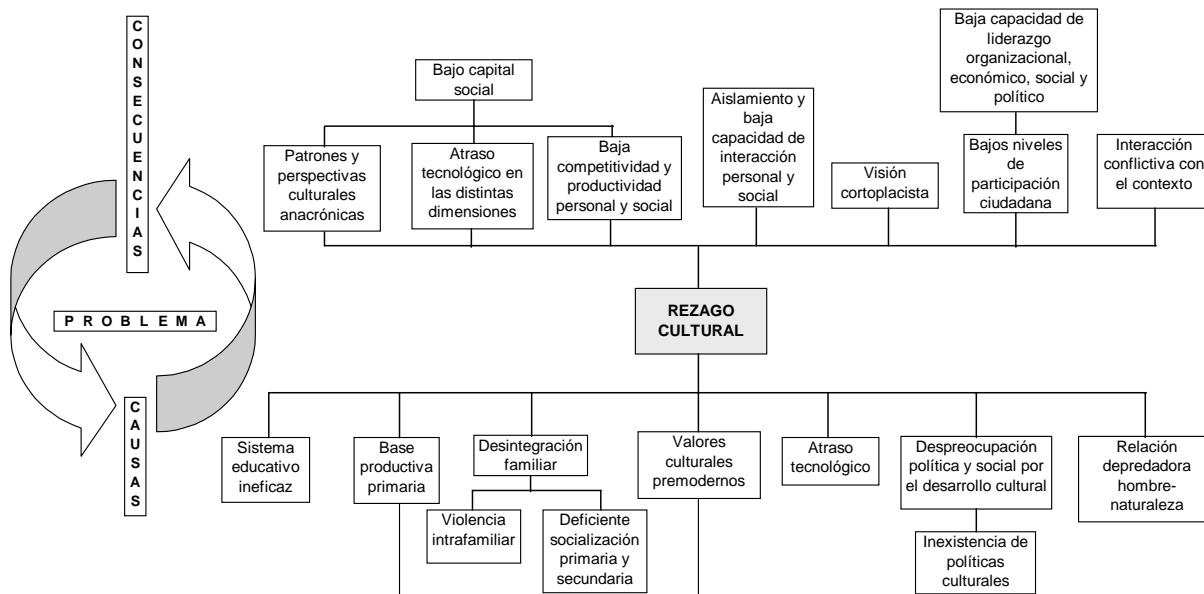 CONSECUENCIAS
PROBLEMA
CAUSAS
Baja capacidad de
liderazgo
organizacional,
económico, social y
político
Bajo capital
social
Patrones y
perspectivas
culturales
anacrónicas
Atraso
tecnológico en
las distintas
dimensiones
Baja
competitividad y
productividad
personal y social
Aislamiento y
baja
capacidad de
interacción
personal y
social
Visión
cortoplacista
Bajos niveles
de
participación
ciudadana
Interacción
conflictiva con
el contexto
REZAGO
CULTURAL
Sistema
educativo
ineficaz
Base
productiva
primaria
Desintegración
familiar
Valores
culturales
premodernos
Atraso
tecnológico
Despreocupación
política y social por
el desarrollo cultural
Relación
depredadora
hombre-
naturaleza
Violencia
intrafamiliar
Deficiente
socialización
primaria y
secundaria
Inexistencia de
políticas
culturales